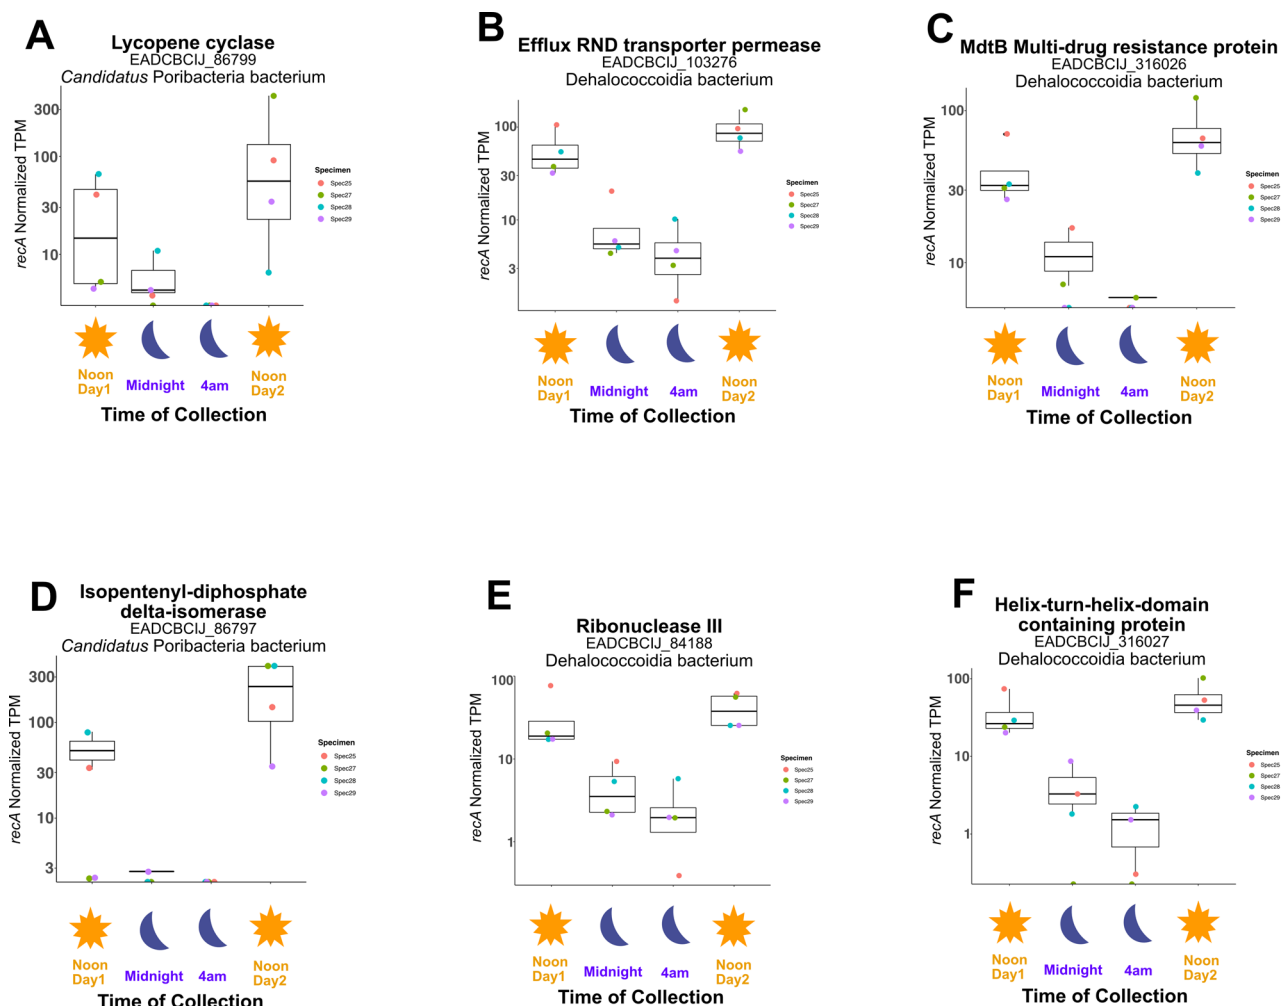 A
Lycopene cyclase
EADCBCIJ_86799
Candidatus Poribacteria bacterium
recA Normalized TPM
300
100
30
10
Specimen
Spec25
Spec27
Spec28
Spec29
Noon Day1
Midnight
4am
Noon Day2
Time of Collection
B
Efflux RND transporter permease
EADCBCIJ_103276
Dehalococcoidia bacterium
recA Normalized TPM
100
30
10
3
Specimen
Spec25
Spec27
Spec28
Spec29
Noon Day1
Midnight
4am
Noon Day2
Time of Collection
C
MdtB Multi-drug resistance protein
EADCBCIJ_316026
Dehalococcoidia bacterium
recA Normalized TPM
100
30
10
Specimen
Spec25
Spec27
Spec28
Spec29
Noon Day1
Midnight
4am
Noon Day2
Time of Collection
D
Isopentenyl-diphosphate
delta-isomerase
EADCBCIJ_86797
Candidatus Poribacteria bacterium
recA Normalized TPM
300
100
30
10
3
Specimen
Spec25
Spec27
Spec28
Spec29
Noon Day1
Midnight
4am
Noon Day2
Time of Collection
E
Ribonuclease III
EADCBCIJ_84188
Dehalococcoidia bacterium
recA Normalized TPM
100
10
1
Specimen
Spec25
Spec27
Spec28
Spec29
Noon Day1
Midnight
4am
Noon Day2
Time of Collection
F
Helix-turn-helix-domain
containing protein
EADCBCIJ_316027
Dehalococcoidia bacterium
recA Normalized TPM
100
10
1
Specimen
Spec25
Spec27
Spec28
Spec29
Noon Day1
Midnight
4am
Noon Day2
Time of Collection